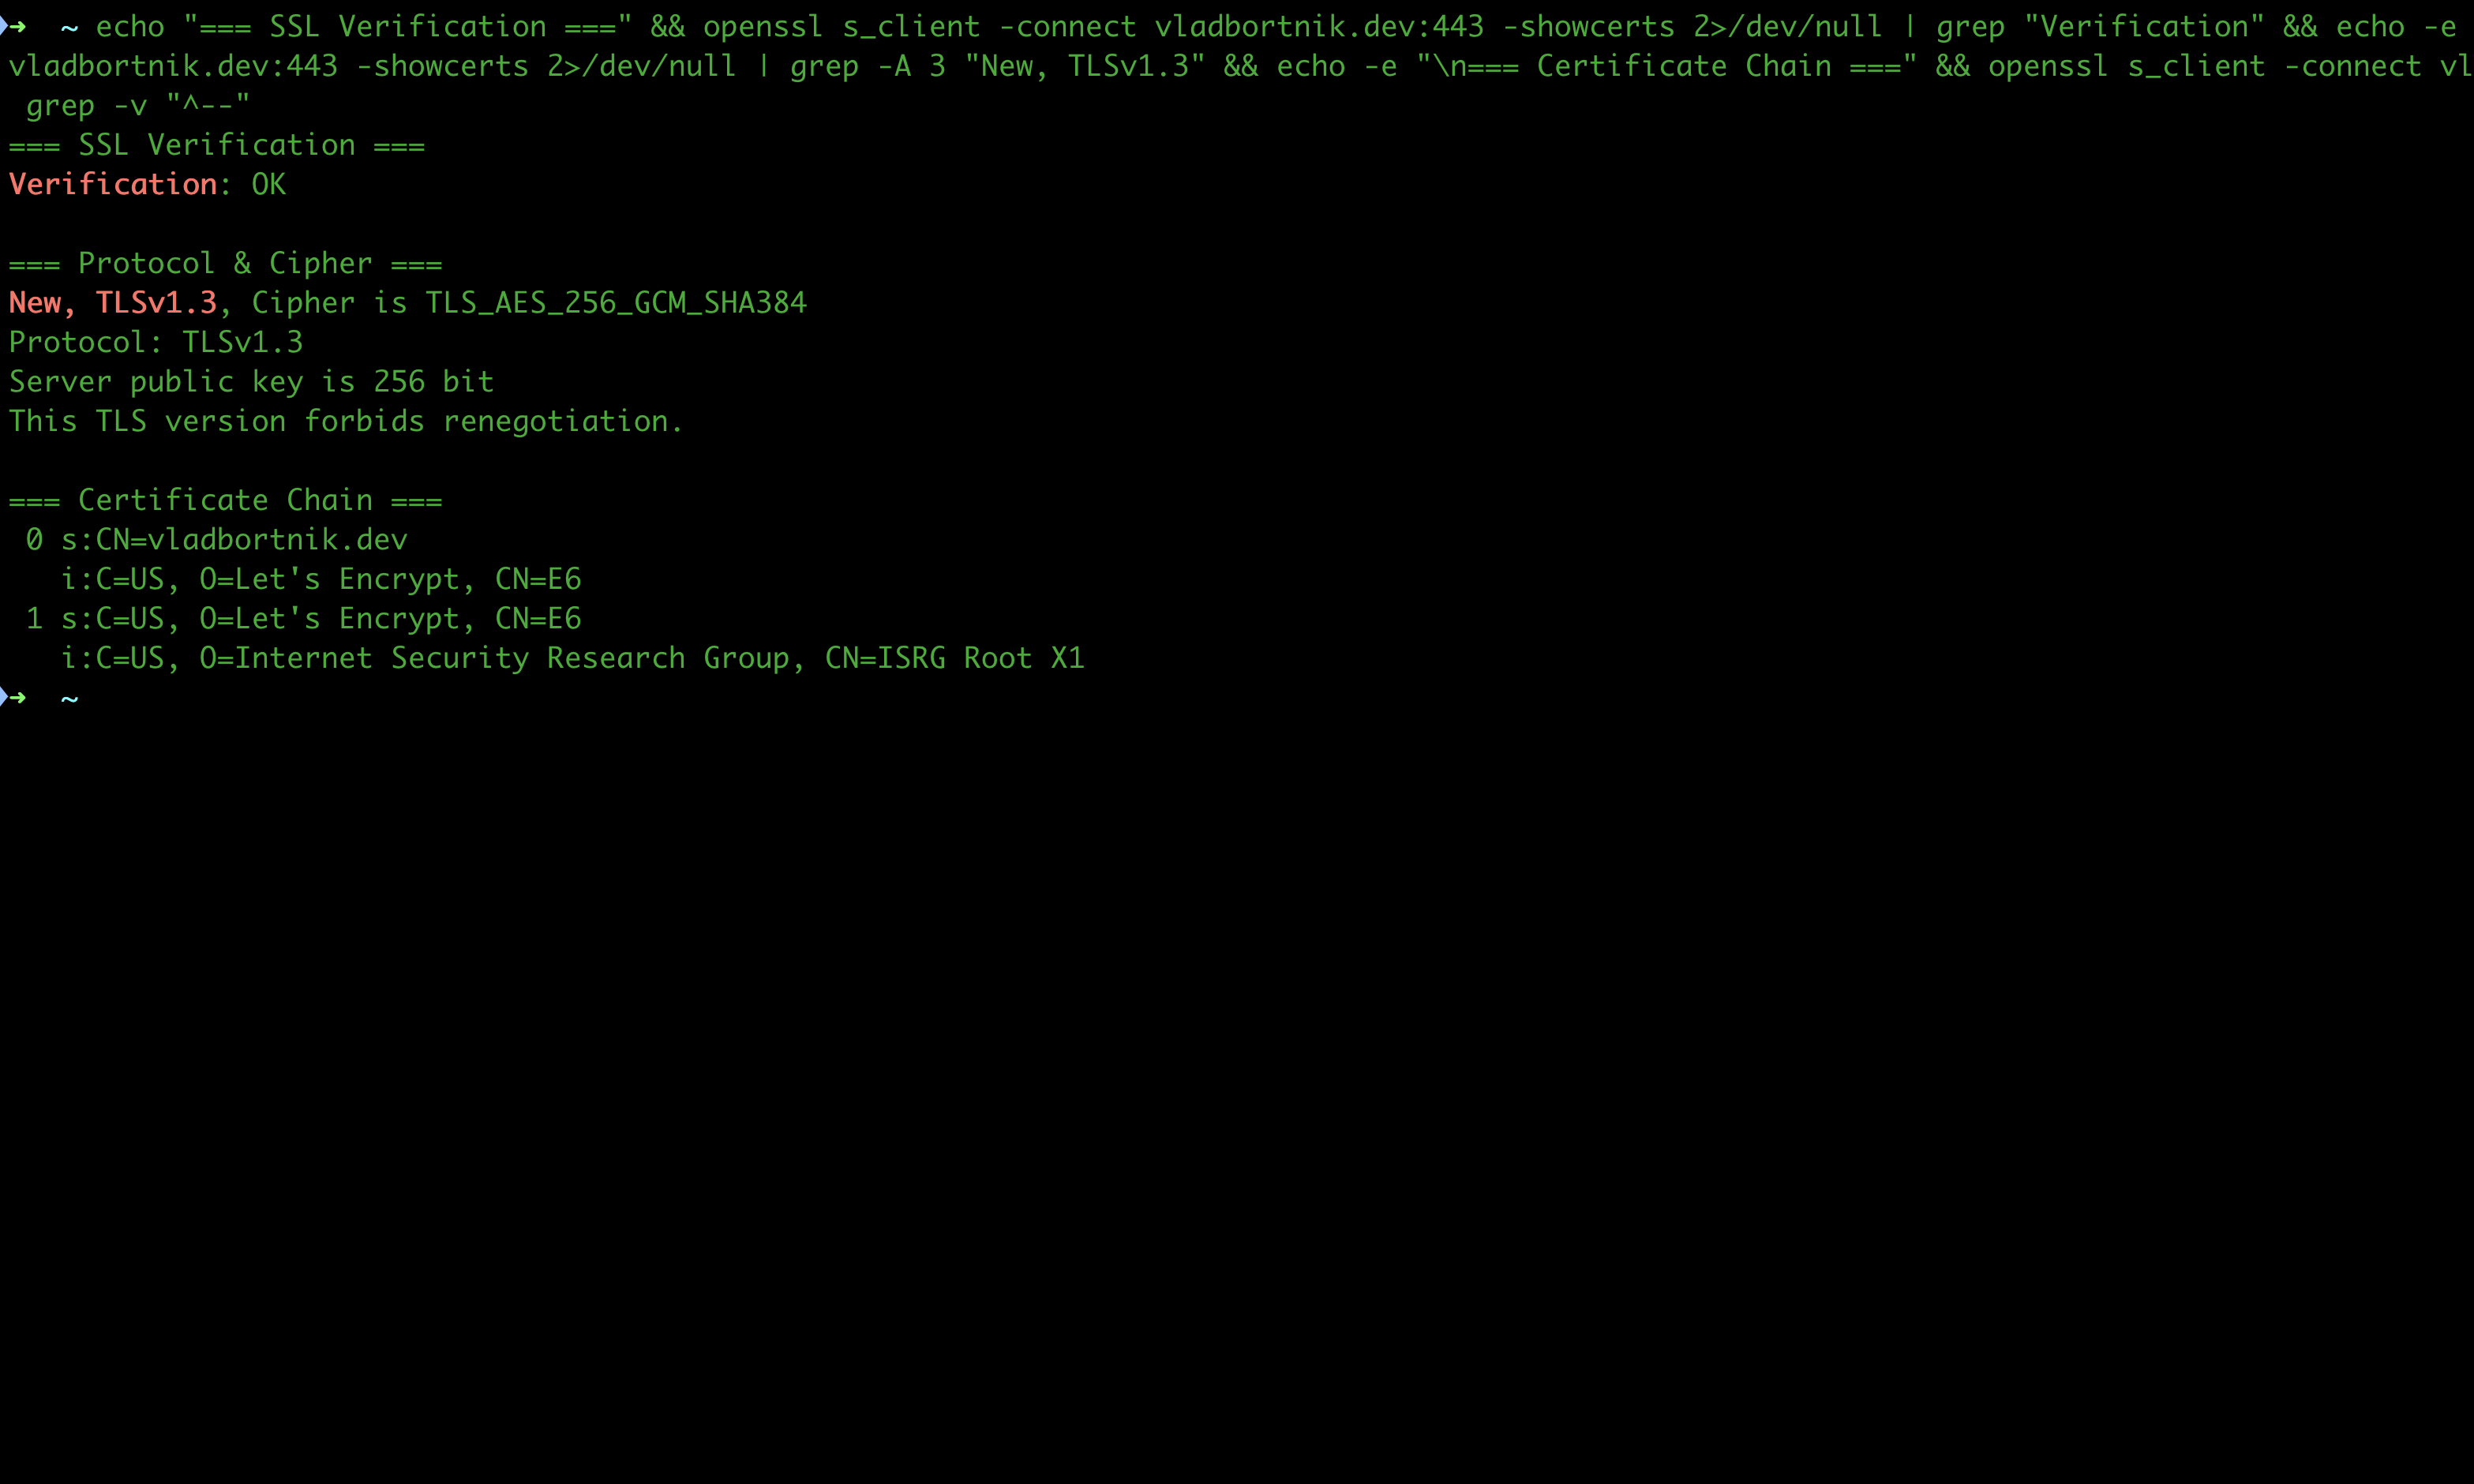 ➜  ~ echo "=== SSL Verification ===" && openssl s_client -connect vladbortnik.dev:443 -showcerts 2>/dev/null | grep "Verification" && echo -e
vladbortnik.dev:443 -showcerts 2>/dev/null | grep -A 3 "New, TLSv1.3" && echo -e "\n=== Certificate Chain ===" && openssl s_client -connect vl
 grep -v "^--"
=== SSL Verification ===
Verification: OK
=== Protocol & Cipher ===
New, TLSv1.3, Cipher is TLS_AES_256_GCM_SHA384
Protocol: TLSv1.3
Server public key is 256 bit
This TLS version forbids renegotiation.
=== Certificate Chain ===
 0 s:CN=vladbortnik.dev
   i:C=US, O=Let's Encrypt, CN=E6
 1 s:C=US, O=Let's Encrypt, CN=E6
   i:C=US, O=Internet Security Research Group, CN=ISRG Root X1
➜  ~